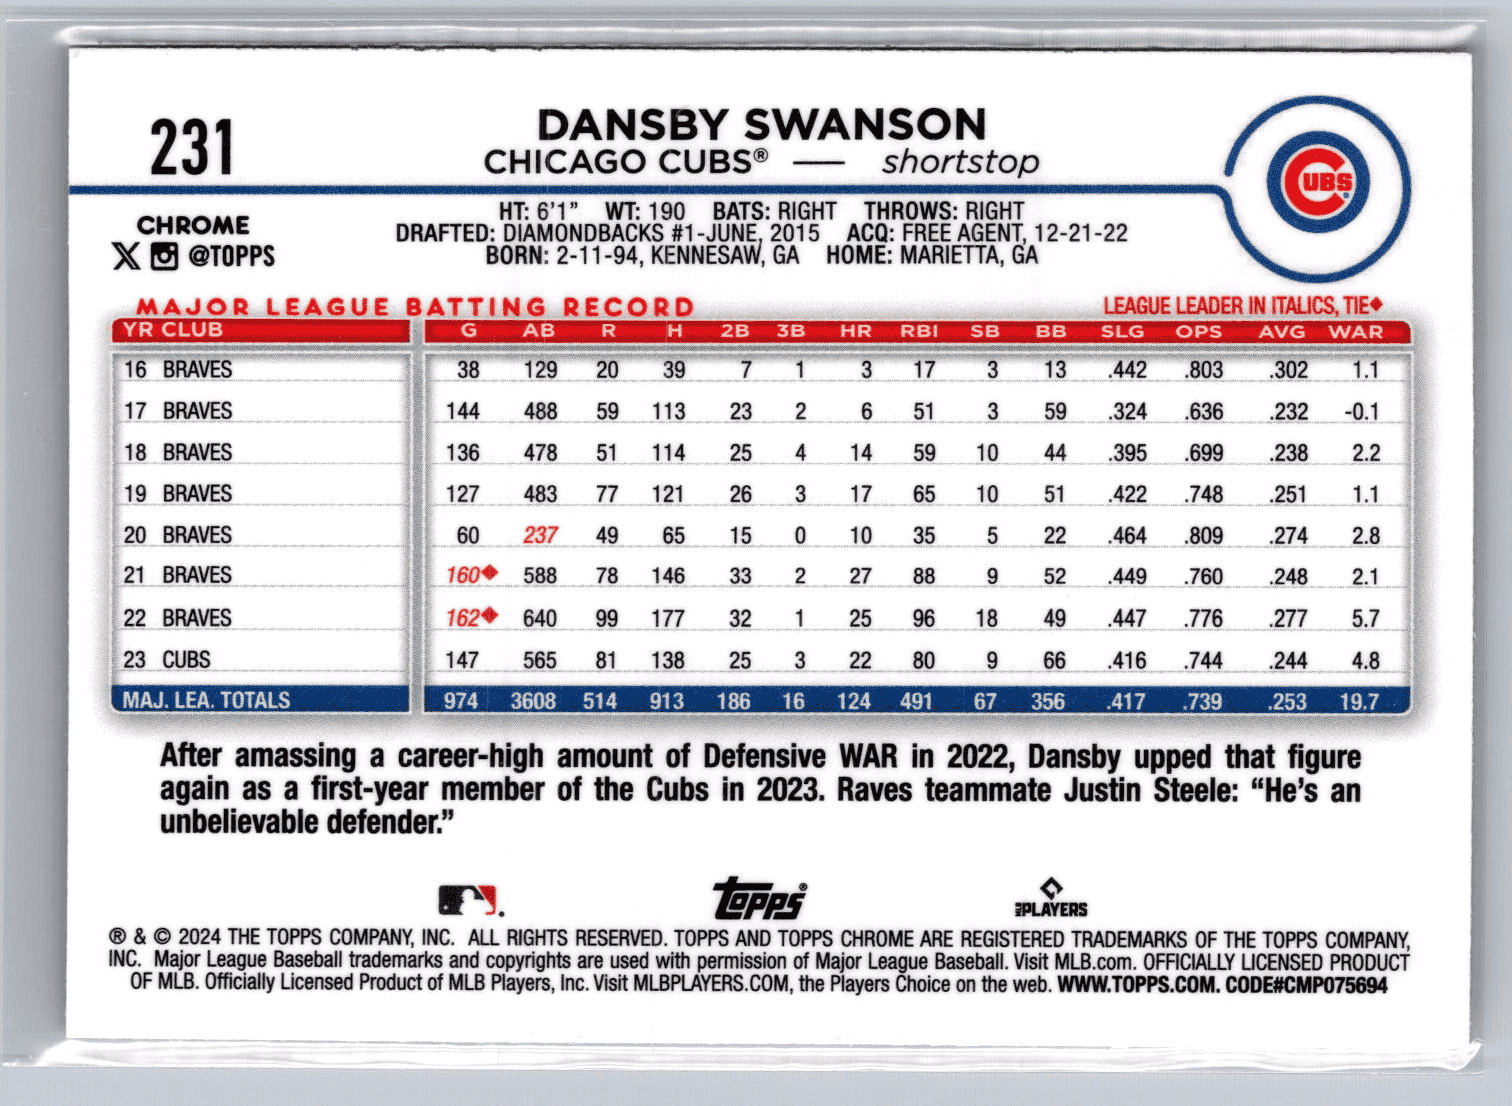 231
DANSBY SWANSON
CHICAGO CUBS® — shortstop
CUBS
CHROME
X @TOPPS
HT: 6'1" WT: 190 BATS: RIGHT THROWS: RIGHT
DRAFTED: DIAMONDBACKS #1-JUNE, 2015 ACQ: FREE AGENT, 12-21-22
BORN: 2-11-94, KENNESAW, GA HOME: MARIETTA, GA
MAJOR LEAGUE BATTING RECORD LEAGUE LEADER IN ITALICS, TIE♦
YR CLUB G AB R H 2B 3B HR RBI SB BB SLG OPS AVG WAR
16 BRAVES 38 129 20 39 7 1 3 17 3 13 .442 .803 .302 1.1
17 BRAVES 144 488 59 113 23 2 6 51 3 59 .324 .636 .232 -0.1
18 BRAVES 136 478 51 114 25 4 14 59 10 44 .395 .699 .238 2.2
19 BRAVES 127 483 77 121 26 3 17 65 10 51 .422 .748 .251 1.1
20 BRAVES 60 237 49 65 15 0 10 35 5 22 .464 .809 .274 2.8
21 BRAVES 160♦ 588 78 146 33 2 27 88 9 52 .449 .760 .248 2.1
22 BRAVES 162♦ 640 99 177 32 1 25 96 18 49 .447 .776 .277 5.7
23 CUBS 147 565 81 138 25 3 22 80 9 66 .416 .744 .244 4.8
MAJ. LEA. TOTALS 974 3608 514 913 186 16 124 491 67 356 .417 .739 .253 19.7
After amassing a career-high amount of Defensive WAR in 2022, Dansby upped that figure
again as a first-year member of the Cubs in 2023. Raves teammate Justin Steele: “He’s an
unbelievable defender.”
topps® MLB PLAYERS
® & © 2024 THE TOPPS COMPANY, INC. ALL RIGHTS RESERVED. TOPPS AND TOPPS CHROME ARE REGISTERED TRADEMARKS OF THE TOPPS COMPANY,
INC. Major League Baseball trademarks and copyrights are used with permission of Major League Baseball. Visit MLB.com. OFFICIALLY LICENSED PRODUCT
OF MLB. Officially Licensed Product of MLB Players, Inc. Visit MLBPLAYERS.COM, the Players Choice on the web. WWW.TOPPS.COM. CODE#CMP075694